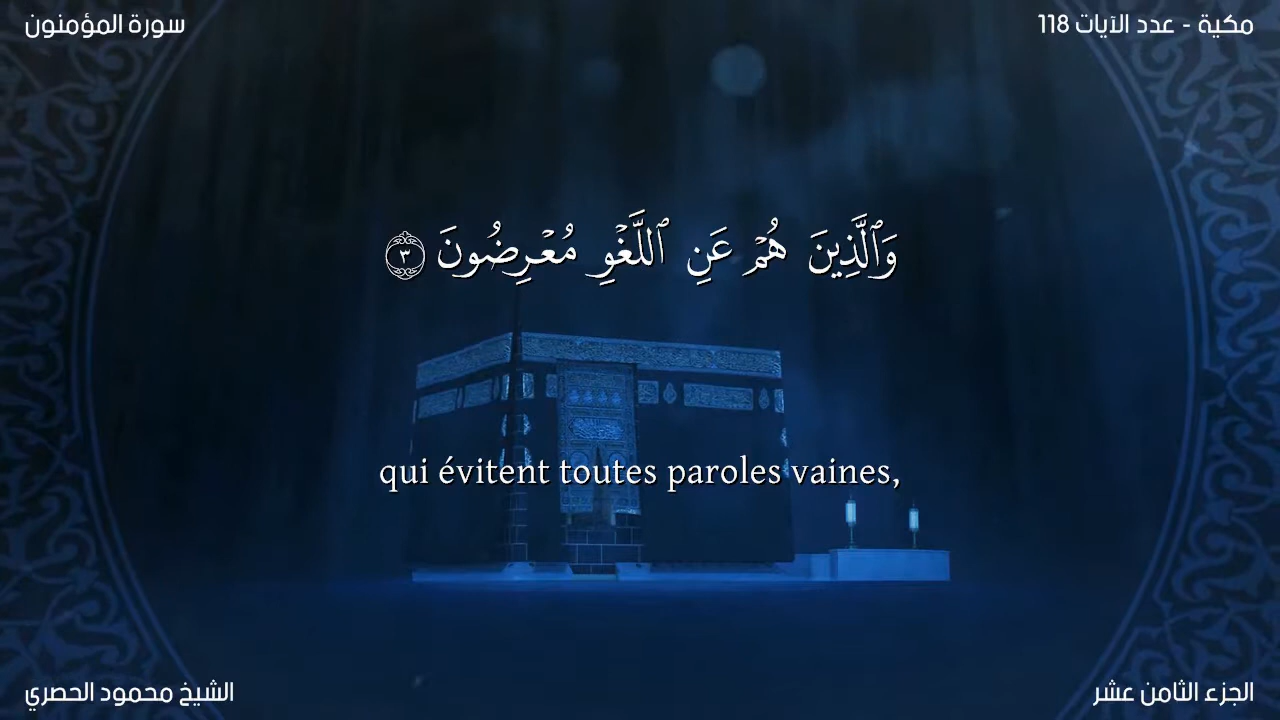 سورة المؤمنون
مكية - عدد الآيات 118
وَٱلَّذِينَ هُمْ عَنِ ٱللَّغْوِ مُعْرِضُونَ ٣
qui évitent toutes paroles vaines,
الشيخ محمود الحصري
الجزء الثامن عشر